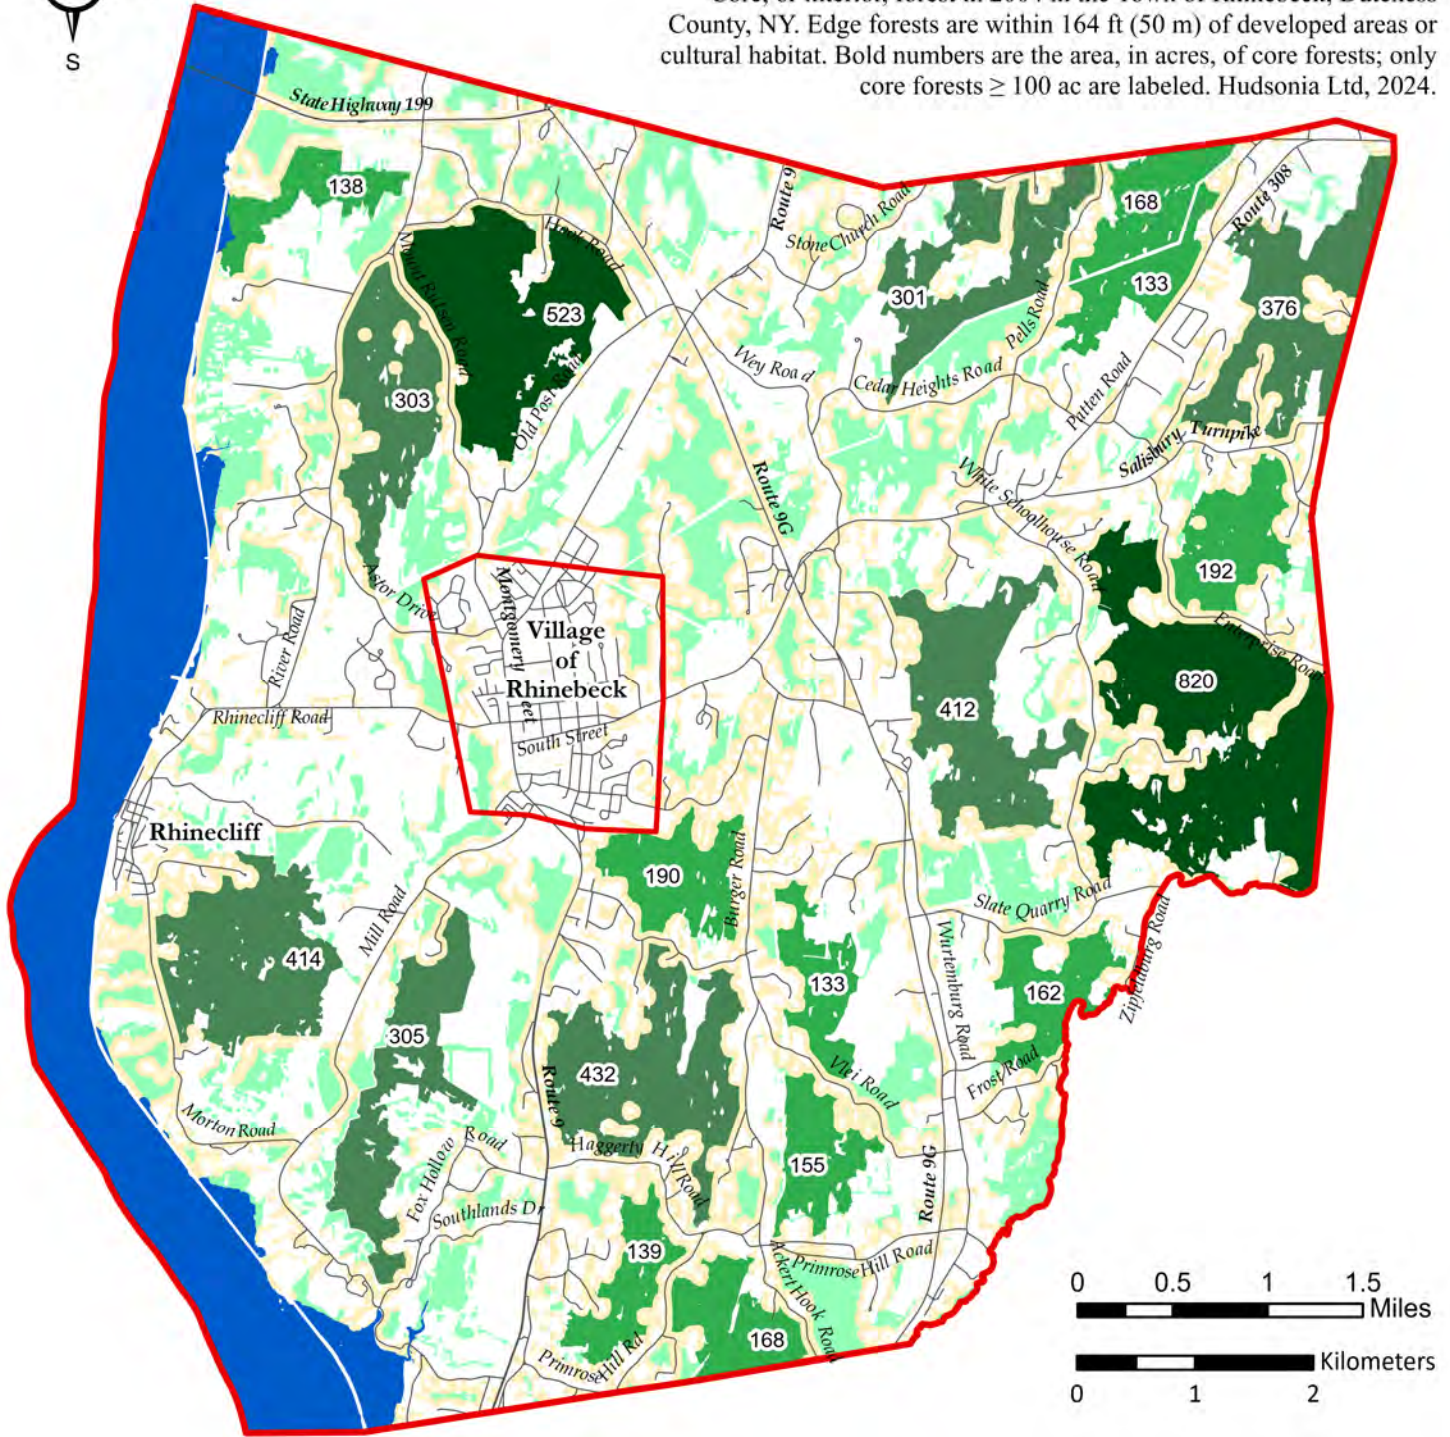 S
County, NY. Edge forests are within 164 ft (50 m) of developed areas or
cultural habitat. Bold numbers are the area, in acres, of core forests; only
core forests ≥ 100 ac are labeled. Hudsonia Ltd, 2024.
State Highway 199
138
Mount Rutsen Road
Hook Road
523
Old Post Road
303
Route 9
Stone Church Road
301
168
Route 308
133
376
Pells Road
Wey Road
Cedar Heights Road
Patten Road
Salisbury Turnpike
Route 9G
White Schoolhouse Road
192
Enterprise Road
820
412
Astor Drive
River Road
Rhinecliff Road
Montgomery Street
Village
of
Rhinebeck
South Street
Rhinecliff
190
Burger Road
Mill Road
414
305
133
Slate Quarry Road
Wurtemburg Road
Zipfeldburg Road
162
432
Route 9
Vlei Road
Frost Road
Morton Road
Fox Hollow Road
Haggerty Hill Road
155
Route 9G
Southlands Dr
139
Ackert Hook Road
Primrose Hill Road
168
Primrose Hill Rd
0 0.5 1 1.5
Miles
Kilometers
0 1 2